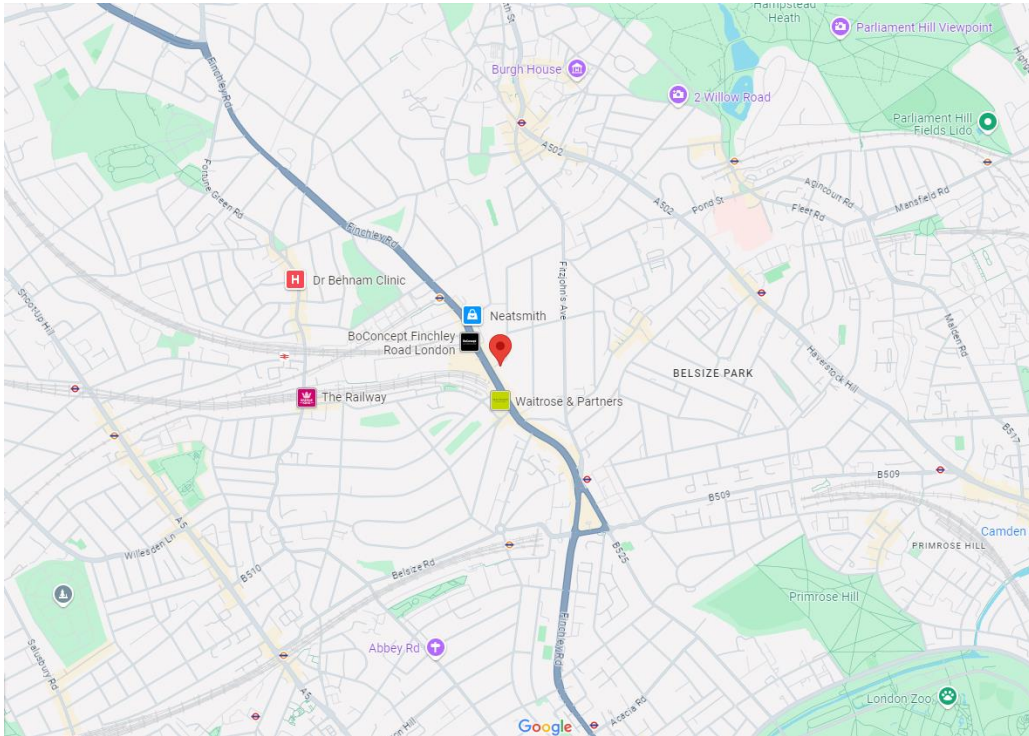 Hampstead
Heath
Parliament Hill Viewpoint
Burgh House
2 Willow Road
Parliament Hill
Fields Lido
Finchley Rd
A502
Agincourt Rd
Mansfield Rd
Fortune Green Rd
Pond St
Fleet Rd
A502
Finchley Rd
Fitzjohn's Ave
Dr Behnam Clinic
Shoot-Up Hill
Neatsmith
BoConcept Finchley
Road London
Malden Rd
Haverstock Hill
BELSIZE PARK
The Railway
Waitrose & Partners
B517
B509
B509
A5
Camden
PRIMROSE HILL
Willesden Ln
B510
Belsize Rd
B525
Primrose Hill
Finchley Rd
Abbey Rd
Salusbury Rd
A5
London Zoo
Acacia Rd
Google